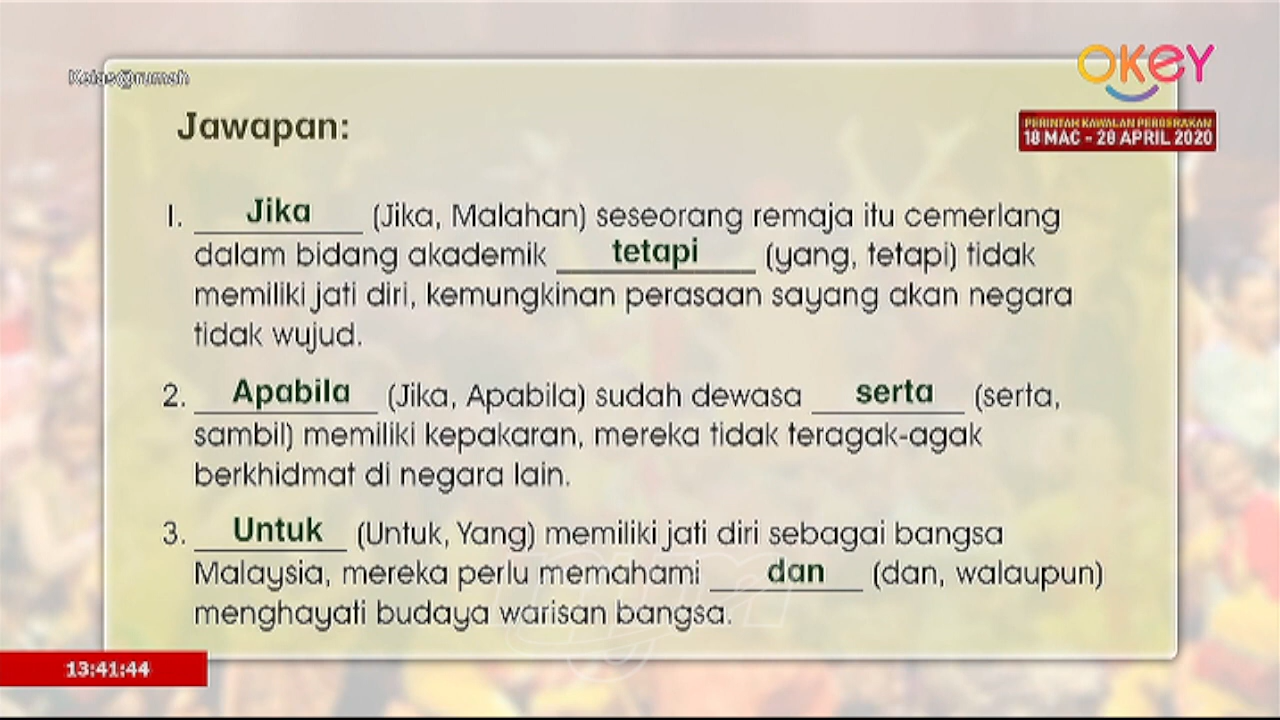 Kelas@rumah
OKEY
PERINTAH KAWALAN PERGERAKAN
18 MAC - 28 APRIL 2020
Jawapan:
1. Jika (Jika, Malahan) seseorang remaja itu cemerlang
dalam bidang akademik tetapi (yang, tetapi) tidak
memiliki jati diri, kemungkinan perasaan sayang akan negara
tidak wujud.
2. Apabila (Jika, Apabila) sudah dewasa serta (serta,
sambil) memiliki kepakaran, mereka tidak teragak-agak
berkhidmat di negara lain.
3. Untuk (Untuk, Yang) memiliki jati diri sebagai bangsa
Malaysia, mereka perlu memahami dan (dan, walaupun)
menghayati budaya warisan bangsa.
13:41:44